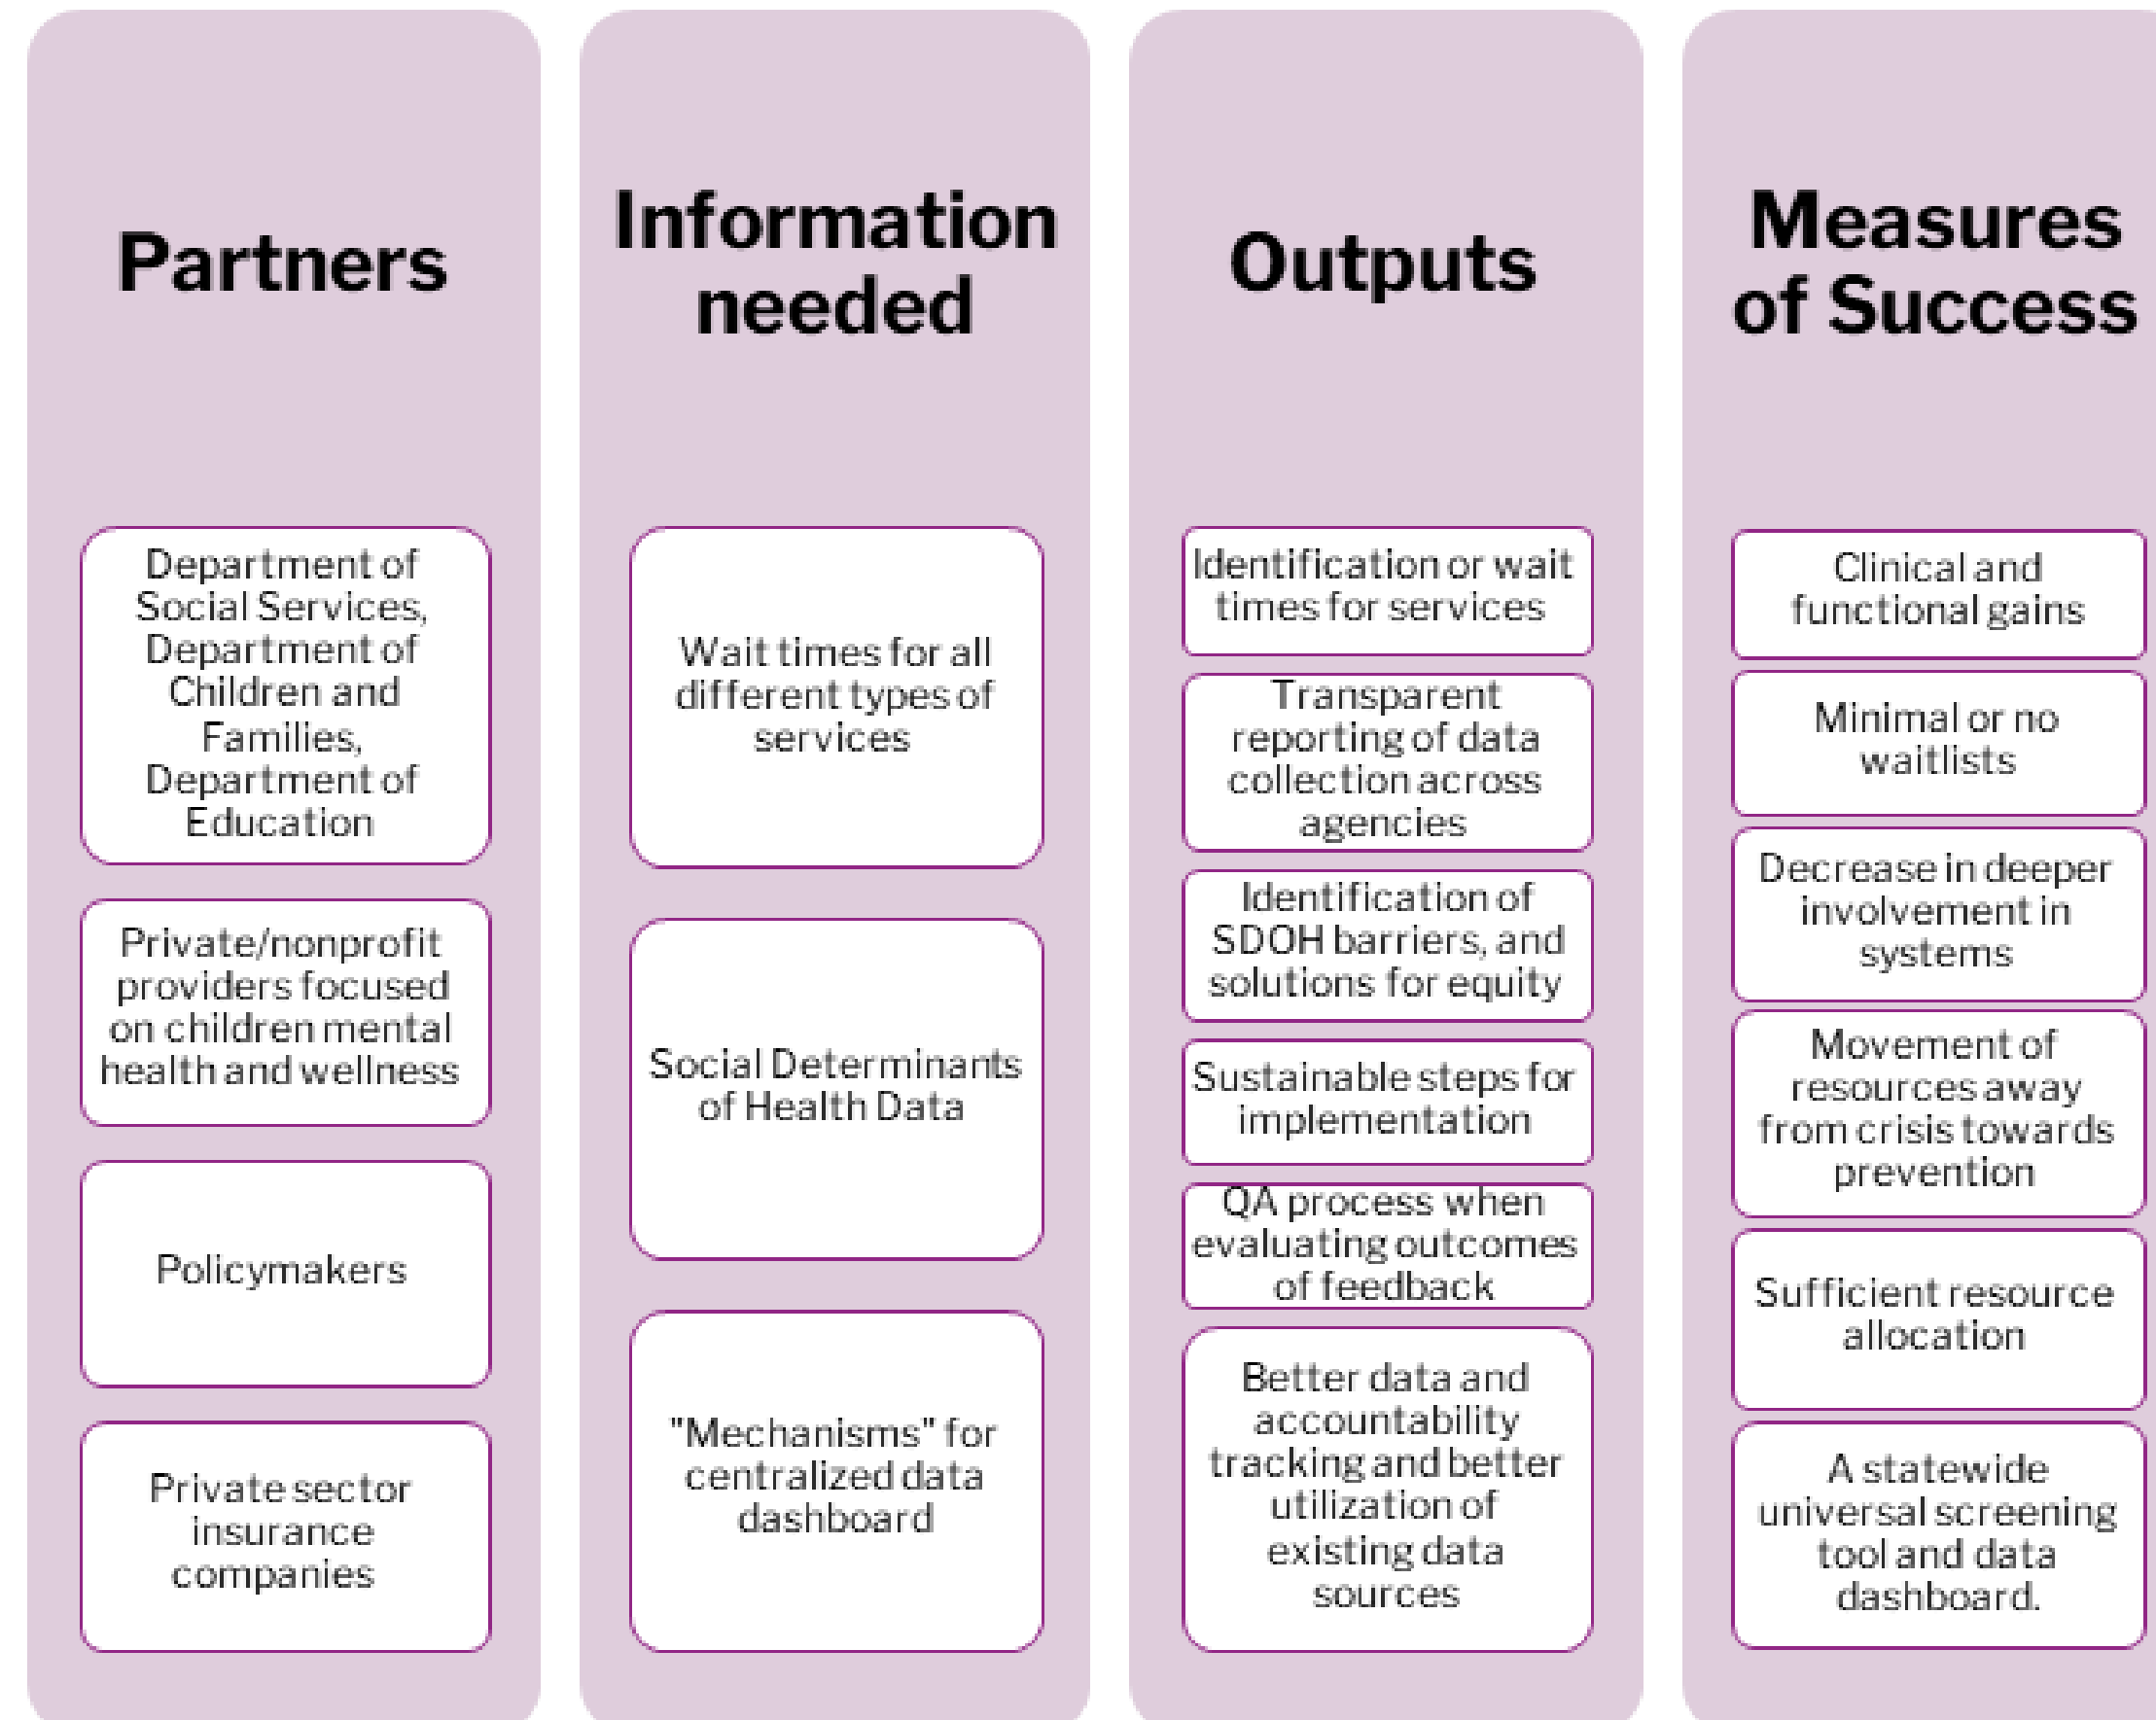 Partners
Department of
Social Services,
Department of
Children and
Families,
Department of
Education
Private/nonprofit
providers focused
on children mental
health and wellness
Policymakers
Private sector
insurance
companies
Information
needed
Wait times for all
different types of
services
Social Determinants
of Health Data
"Mechanisms" for
centralized data
dashboard
Outputs
Identification or wait
times for services
Transparent
reporting of data
collection across
agencies
Identification of
SDOH barriers, and
solutions for equity
Sustainable steps for
implementation
QA process when
evaluating outcomes
of feedback
Better data and
accountability
tracking and better
utilization of
existing data
sources
Measures
of Success
Clinical and
functional gains
Minimal or no
waitlists
Decrease in deeper
involvement in
systems
Movement of
resources away
from crisis towards
prevention
Sufficient resource
allocation
A statewide
universal screening
tool and data
dashboard.